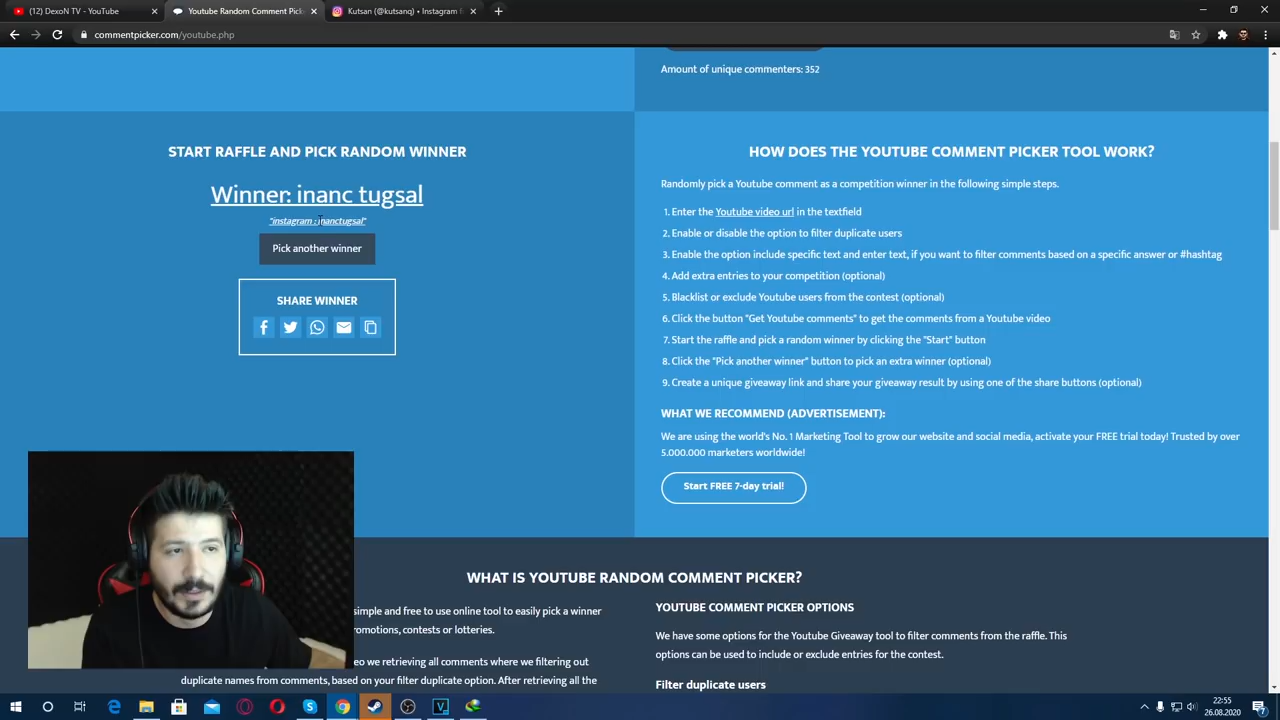 (12) DexoN TV - YouTube
Youtube Random Comment Picker
Kutsan (@kutsano) • Instagram f
commentpicker.com/youtube.php
Amount of unique commenters: 352
START RAFFLE AND PICK RANDOM WINNER
Winner: inanc tugsal
"instagram : inanctugsal"
Pick another winner
SHARE WINNER
HOW DOES THE YOUTUBE COMMENT PICKER TOOL WORK?
Randomly pick a Youtube comment as a competition winner in the following simple steps.
1. Enter the Youtube video url in the textfield
2. Enable or disable the option to filter duplicate users
3. Enable the option include specific text and enter text, if you want to filter comments based on a specific answer or #hashtag
4. Add extra entries to your competition (optional)
5. Blacklist or exclude Youtube users from the contest (optional)
6. Click the button "Get Youtube comments" to get the comments from a Youtube video
7. Start the raffle and pick a random winner by clicking the "Start" button
8. Click the "Pick another winner" button to pick an extra winner (optional)
9. Create a unique giveaway link and share your giveaway result by using one of the share buttons (optional)
WHAT WE RECOMMEND (ADVERTISEMENT):
We are using the world's No. 1 Marketing Tool to grow our website and social media, activate your FREE trial today! Trusted by over
5.000.000 marketers worldwide!
Start FREE 7-day trial!
WHAT IS YOUTUBE RANDOM COMMENT PICKER?
simple and free to use online tool to easily pick a winner
omotions, contests or lotteries.
eo we retrieving all comments where we filtering out
duplicate names from comments, based on your filter duplicate option. After retrieving all the
YOUTUBE COMMENT PICKER OPTIONS
We have some options for the Youtube Giveaway tool to filter comments from the raffle. This
options can be used to include or exclude entries for the contest.
Filter duplicate users
22:55
26.08.2020